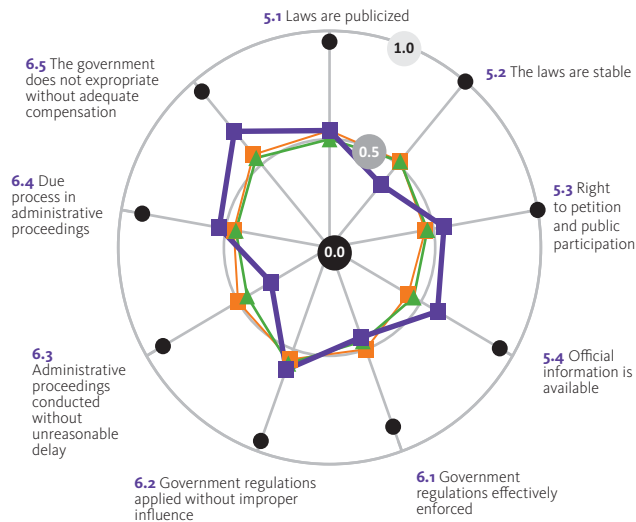 5.1 Laws are publicized
1.0
5.2 The laws are stable
0.5
5.3 Right
to petition
and public
participation
0.0
5.4 Official
information is
available
6.1 Government
regulations effectively
enforced
6.2 Government regulations
applied without improper
influence
6.3
Administrative
proceedings
conducted
without
unreasonable
delay
6.4 Due
process in
administrative
proceedings
6.5 The government
does not expropriate
without adequate
compensation